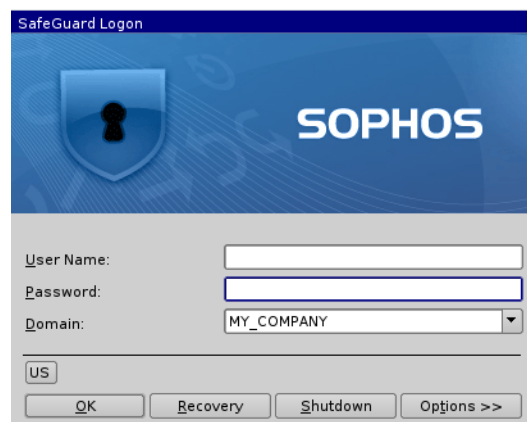 SafeGuard Logon
SOPHOS
User Name:
Password:
Domain: MY_COMPANY
US
OK Recovery Shutdown Options >>